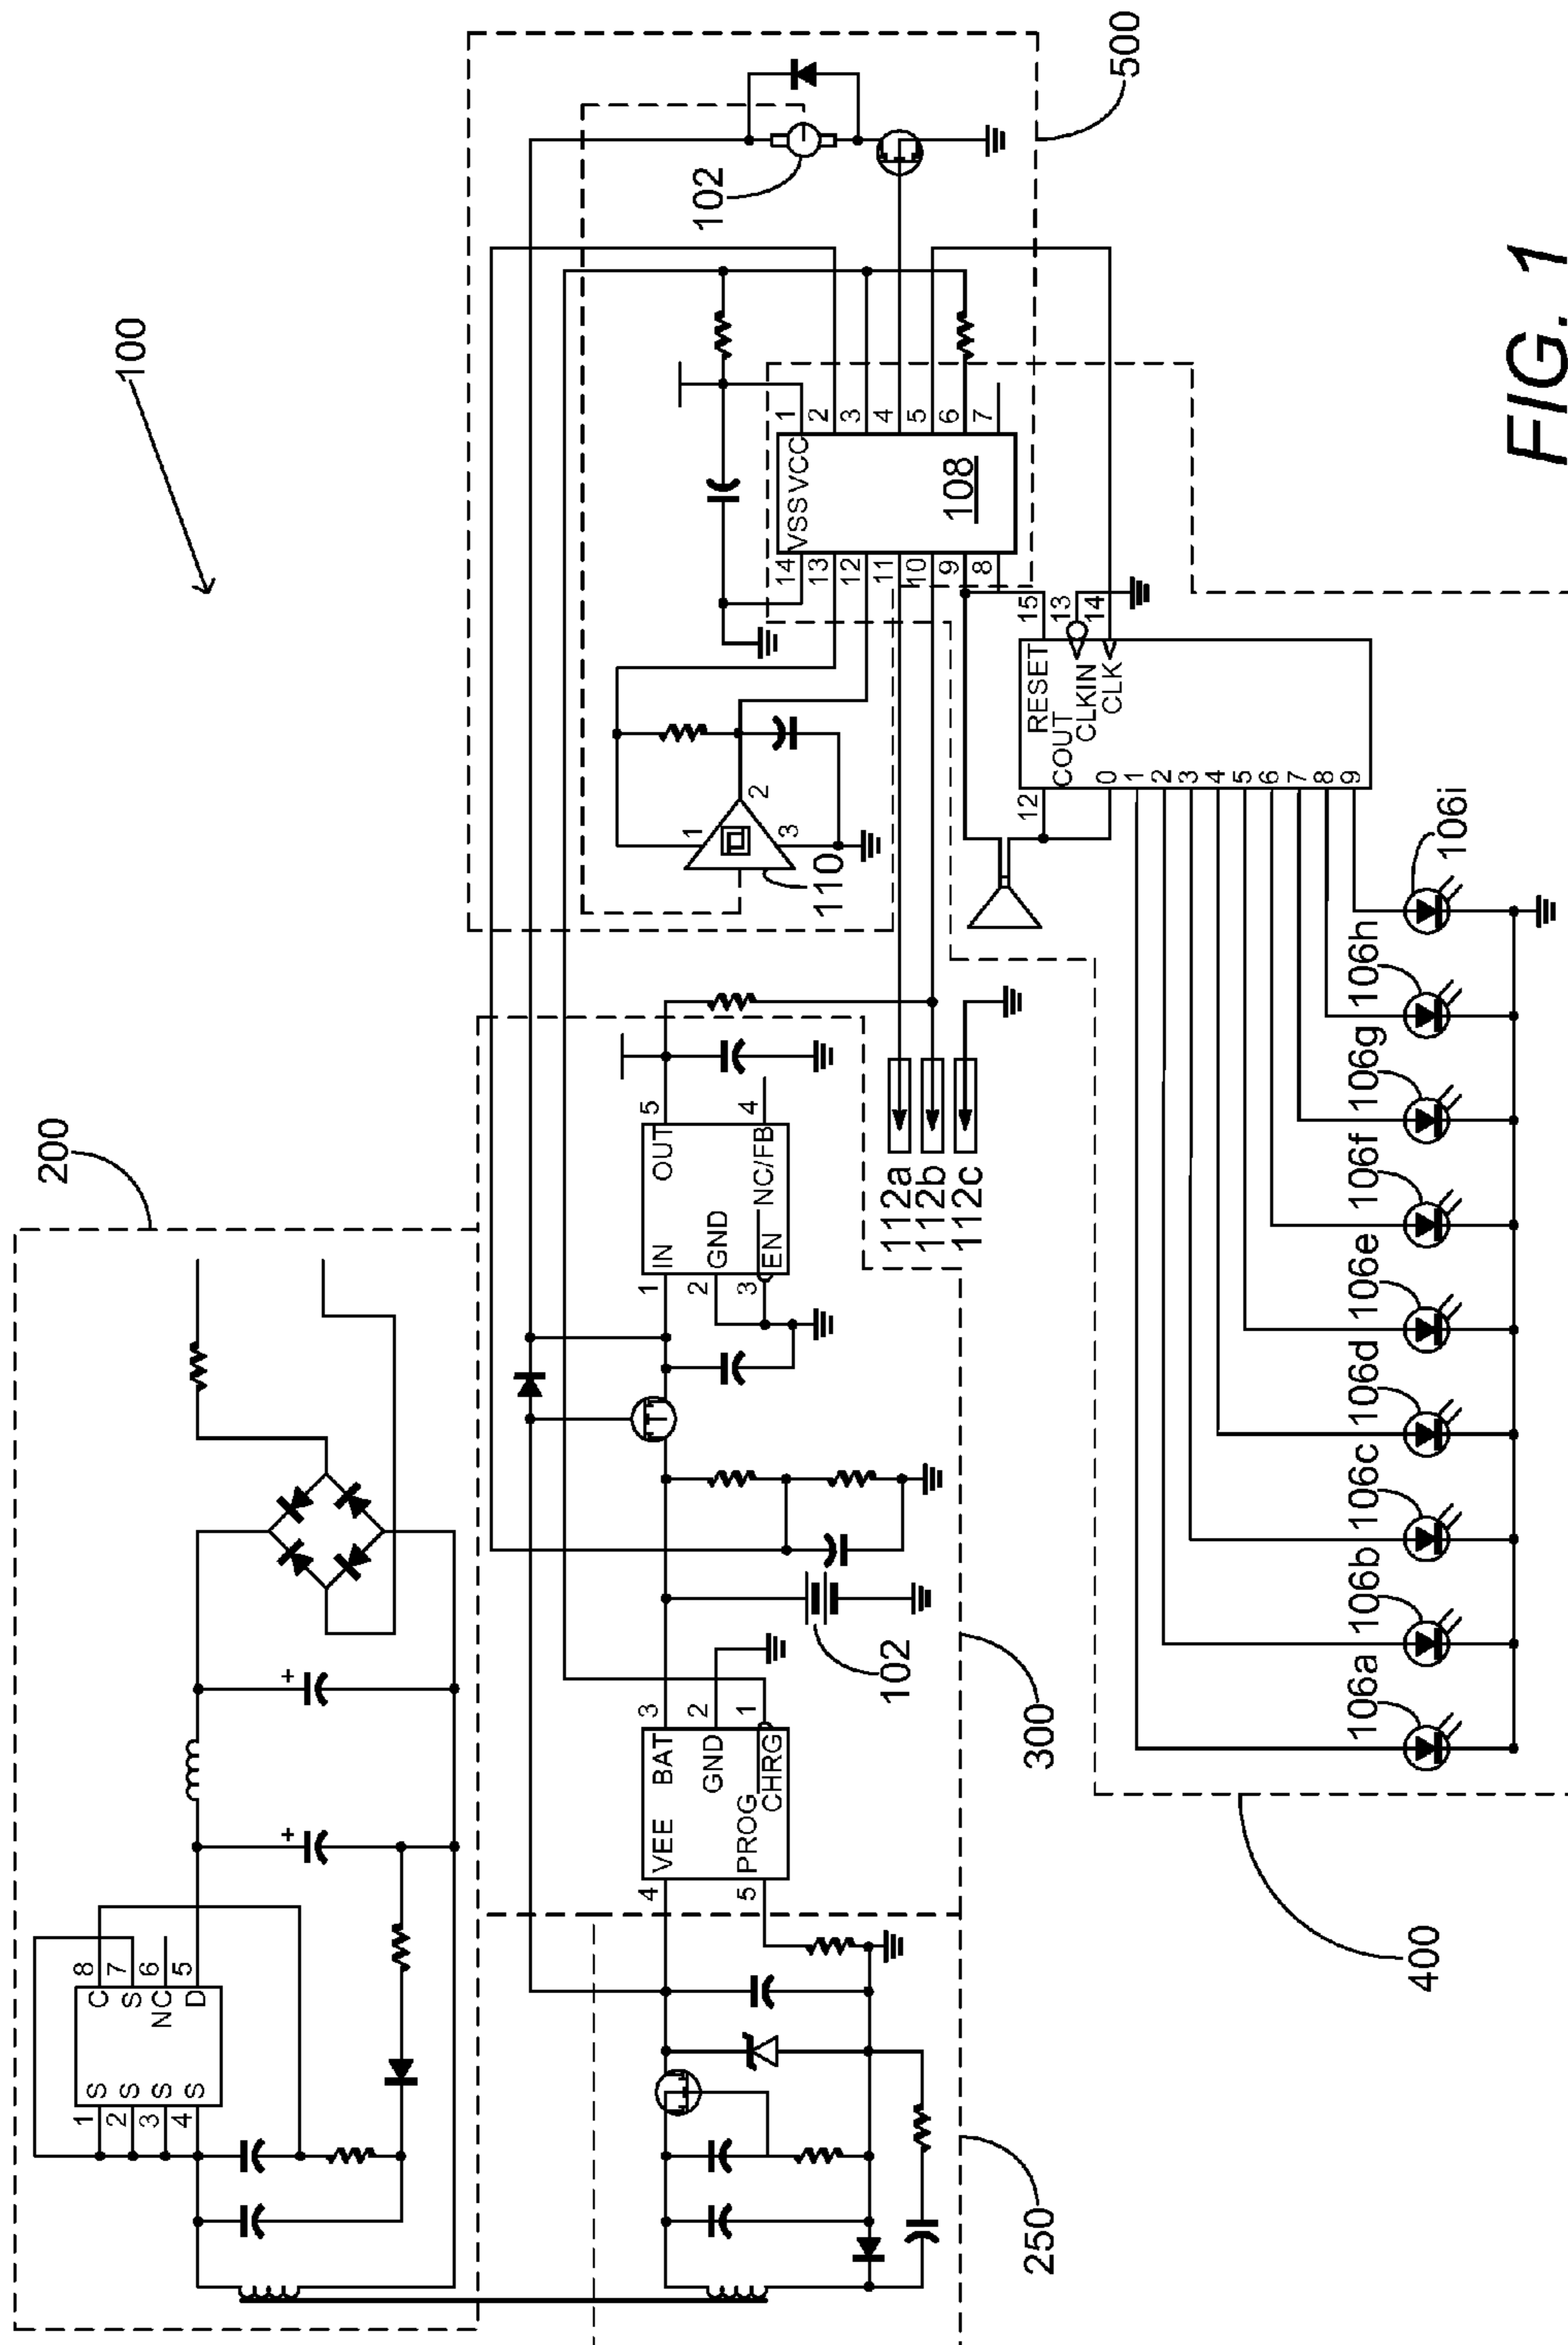 100
200
1 S
2 S
3 S
4 S
C 8
S 7
NC 6
D 5
+
+
250
4 VEE
5 PROG
BAT 3
GND 2
CHRG 1
300
102
1 IN
2 GND
3 EN
OUT 5
NC/FB 4
112a
112b
112c
1
2
3
110
14 VSS
13
12
11
10
9
8
VCC 1
2
3
4
5
6
7
108
102
500
12 COUT
0
1
2
3
4
5
6
7
8
9
RESET 15
CLKIN 13
CLK 14
106a
106b
106c
106d
106e
106f
106g
106h
106i
400
FIG. 1